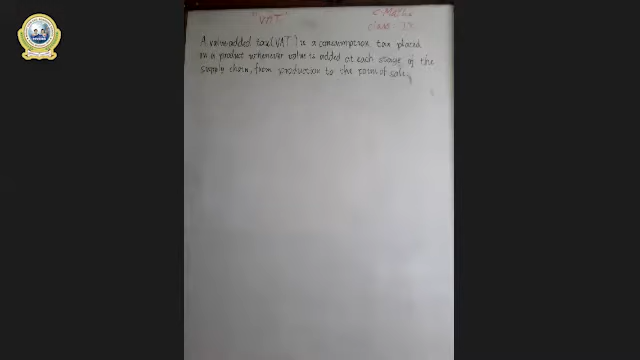 "VAT"
C-Maths
Class - IX
A value-added tax (VAT) is a consumption tax placed
on a product whenever value is added at each stage of the
supply chain, from production to the point of sale.